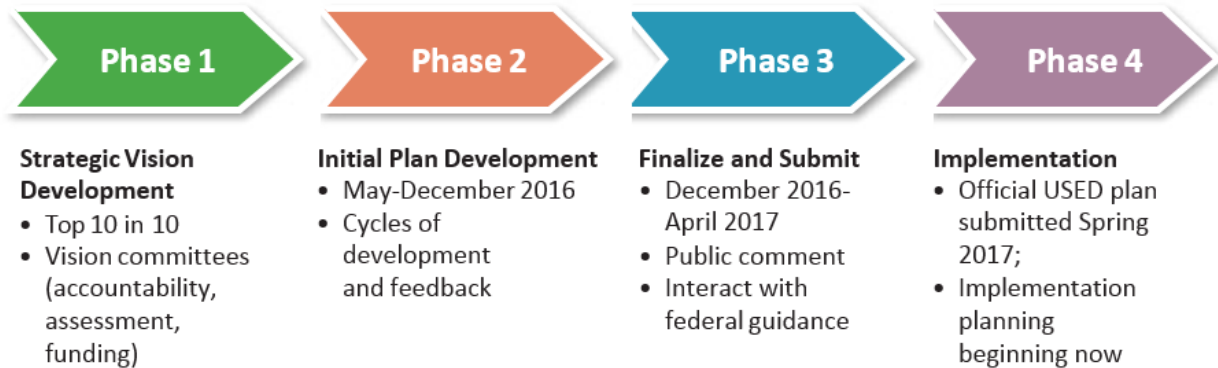 Phase 1
Phase 2
Phase 3
Phase 4
Strategic Vision
Development
• Top 10 in 10
• Vision committees
(accountability,
assessment,
funding)
Initial Plan Development
• May-December 2016
• Cycles of
development
and feedback
Finalize and Submit
• December 2016-
April 2017
• Public comment
• Interact with
federal guidance
Implementation
• Official USED plan
submitted Spring
2017;
• Implementation
planning
beginning now